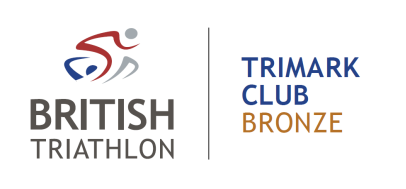 BRITISH
TRIATHLON
TRIMARK
CLUB
BRONZE